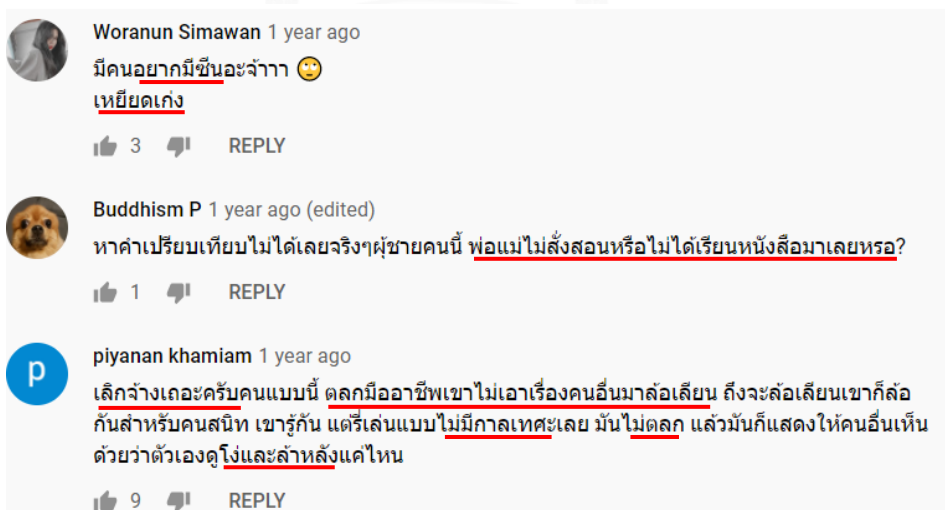 Woranun Simawan 1 year ago
มีคนอยากมีซีนอะจ้าาา 🙄
เหยียดเก่ง
3 REPLY
Buddhism P 1 year ago (edited)
หาคำเปรียบเทียบไม่ได้เลยจริงๆผุ้ชายคนนี้ พ่อแม่ไม่สั่งสอนหรือไม่ได้เรียนหนังสือมาเลยหรอ?
1 REPLY
p
piyanan khamiam 1 year ago
เลิกจ้างเถอะครับคนแบบนี้ ตลกมืออาชีพเขาไม่เอาเรื่องคนอื่นมาล้อเลียน ถึงจะล้อเลียนเขาก็ล้อ
กันสำหรับคนสนิท เขารู้กัน แต่รี่เล่นแบบไม่มีกาลเทศะเลย มันไม่ตลก แล้วมันก็แสดงให้คนอื่นเห็น
ด้วยว่าตัวเองดูโง่และล้าหลังแค่ไหน
9 REPLY